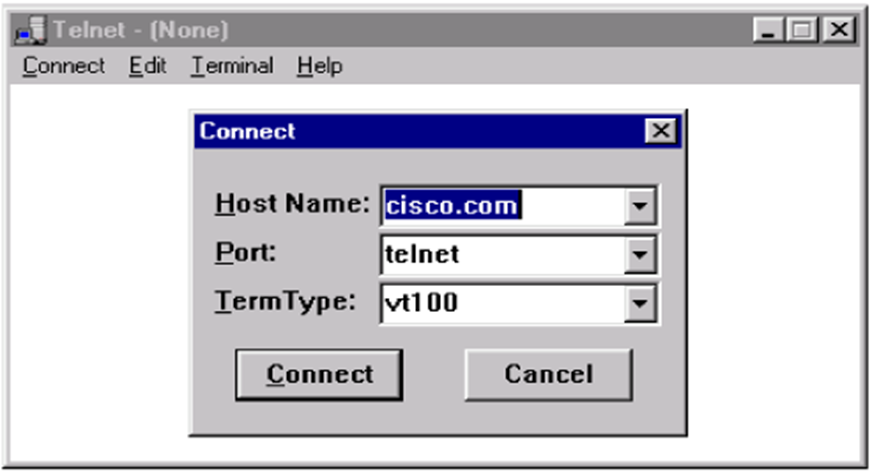 Telnet - (None)
Connect Edit Terminal Help
Connect
Host Name: cisco.com
Port: telnet
TermType: vt100
Connect Cancel